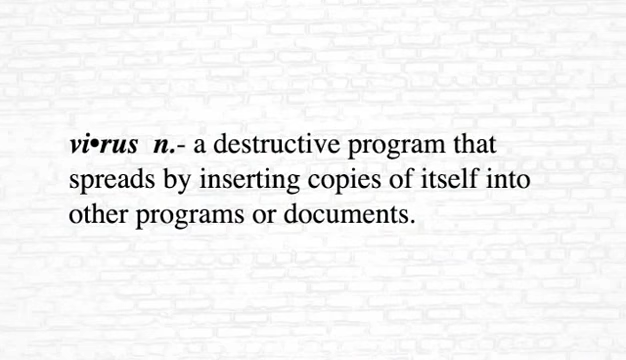 vi•rus n.- a destructive program that
spreads by inserting copies of itself into
other programs or documents.